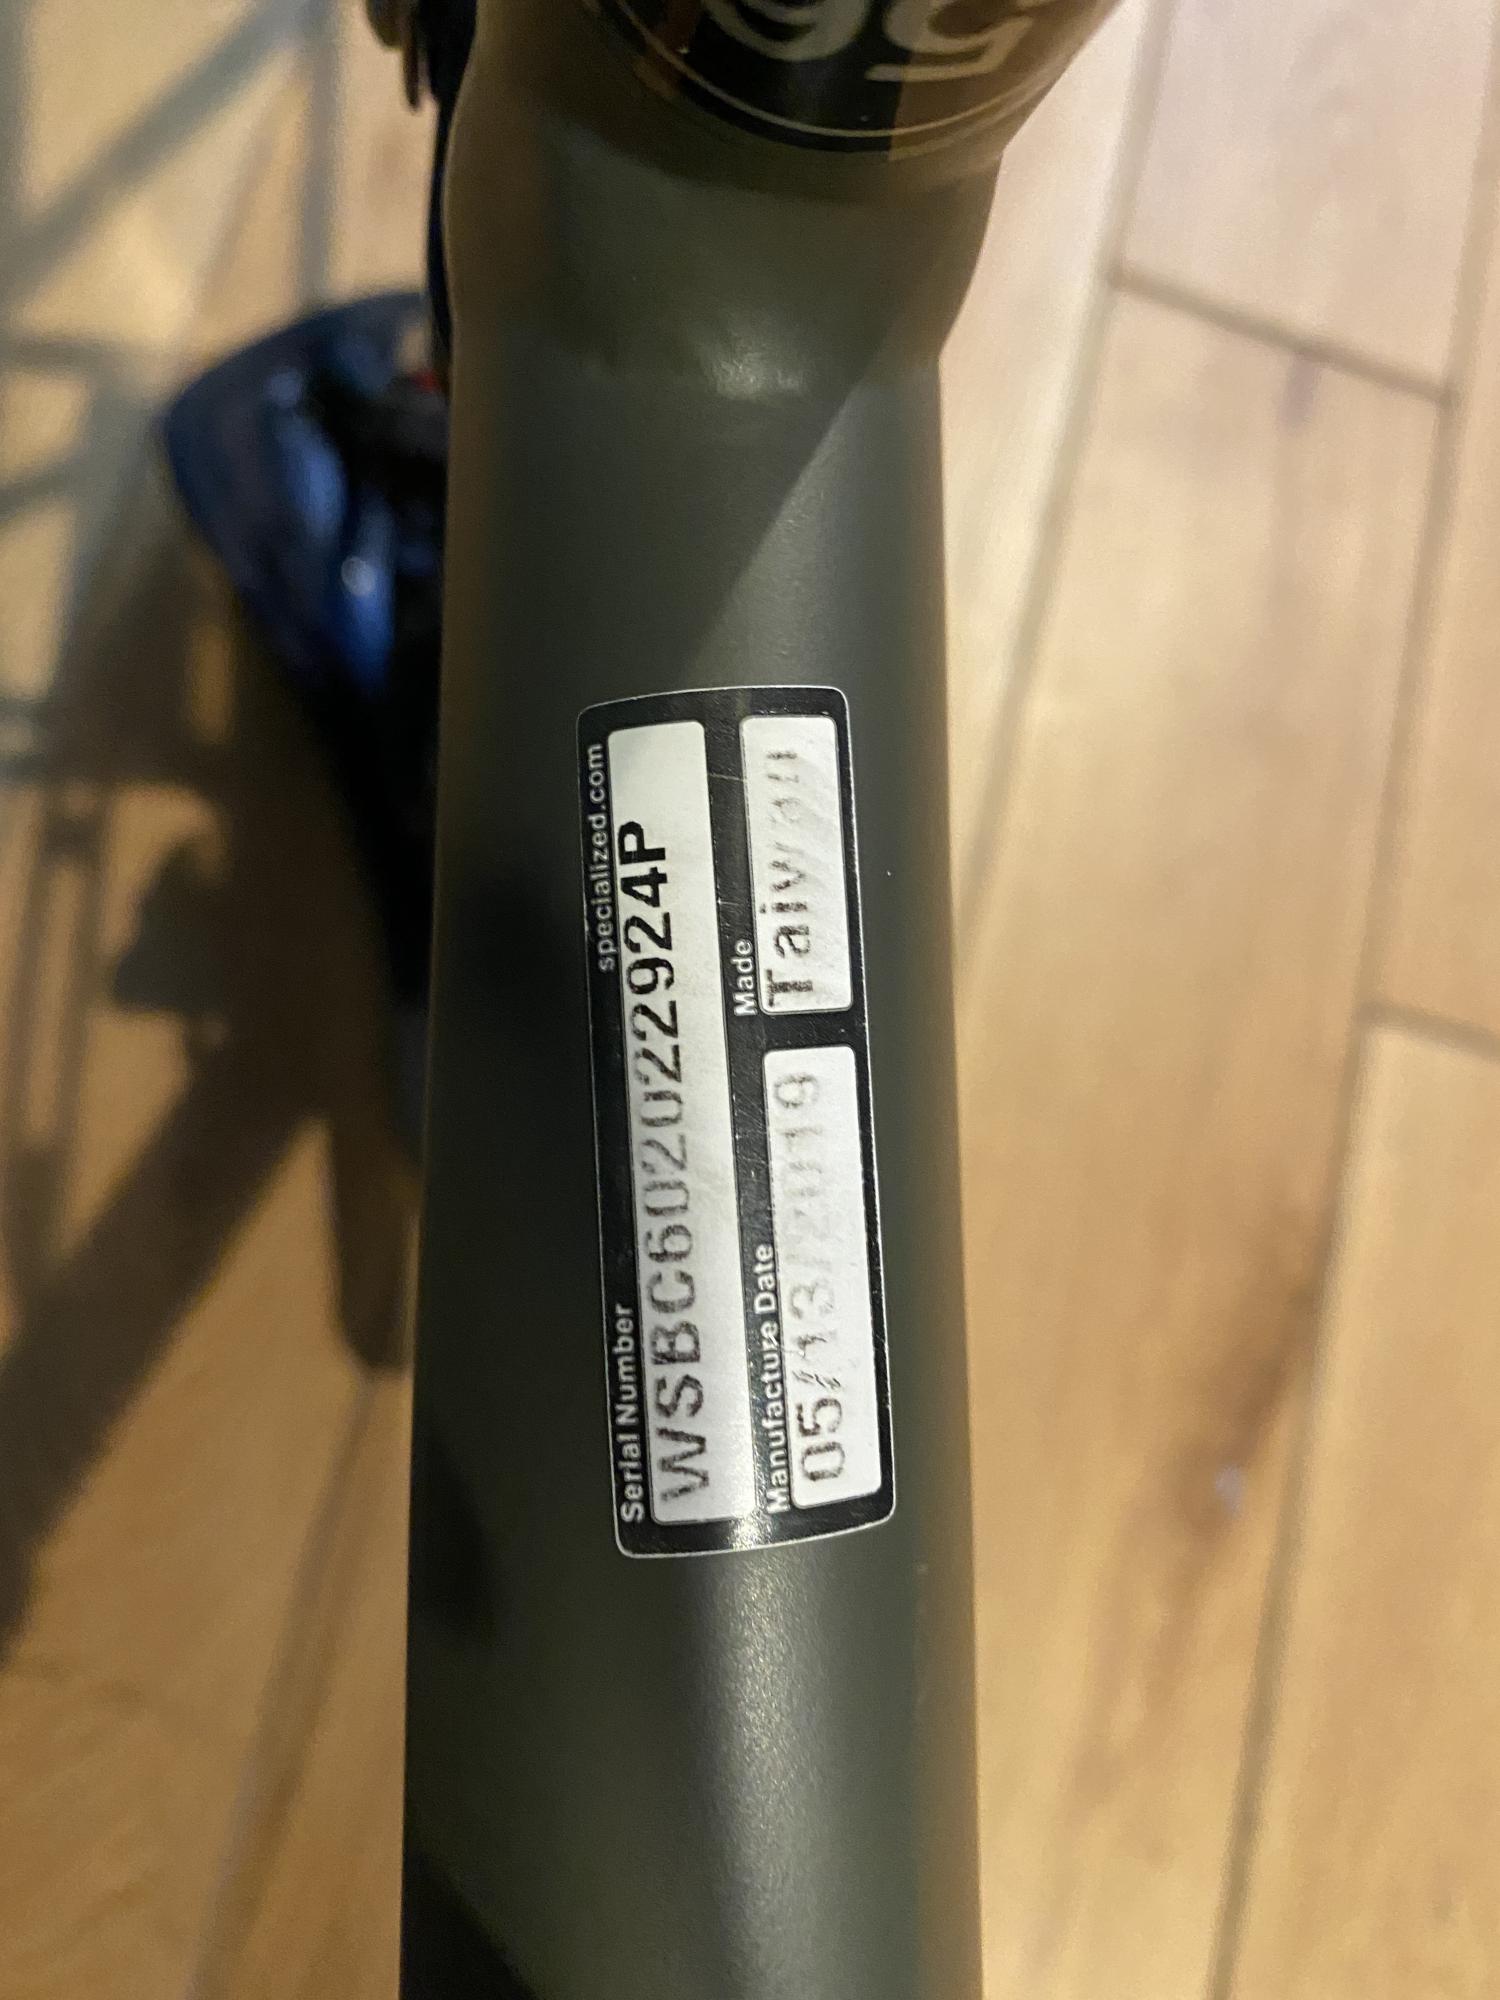 specialized.com
Serial Number
WSBC602022924P
Manufacture Date
Made
05/13/2019
Taiwan